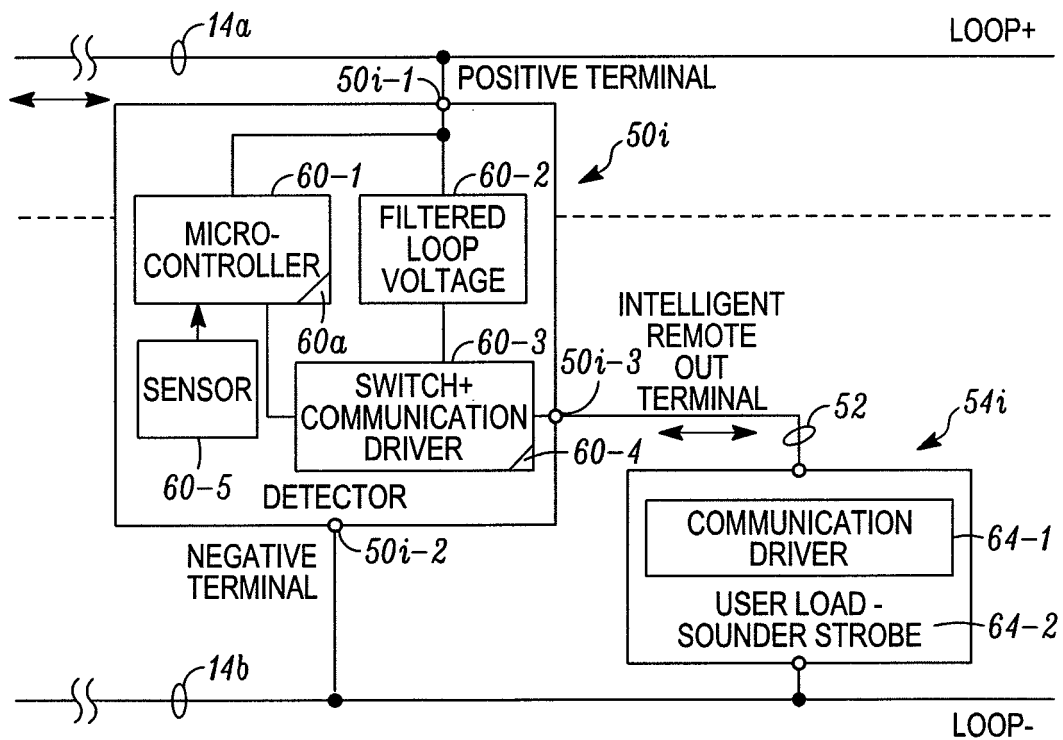 14a
LOOP+
50i-1
POSITIVE TERMINAL
50i
60-1
60-2
MICRO-
CONTROLLER
FILTERED
LOOP
VOLTAGE
60a
60-3
INTELLIGENT
REMOTE
OUT
TERMINAL
50i-3
SENSOR
SWITCH+
COMMUNICATION
DRIVER
52
54i
60-4
60-5
DETECTOR
COMMUNICATION
DRIVER
64-1
NEGATIVE
TERMINAL
50i-2
USER LOAD -
SOUNDER STROBE
64-2
14b
LOOP-